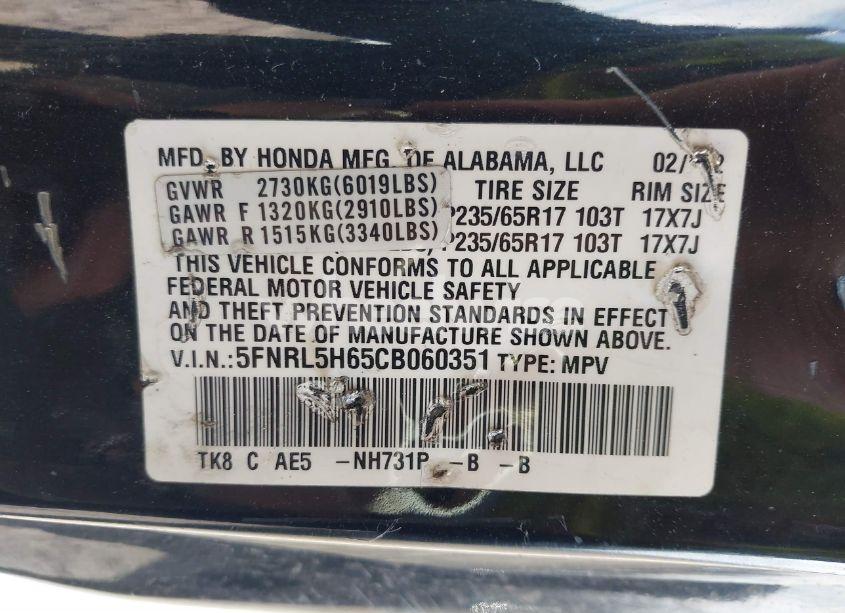 MFD. BY HONDA MFG. OF ALABAMA, LLC 02/
GVWR 2730KG(6019LBS) TIRE SIZE RIM SIZE
GAWR F 1320KG(2910LBS) P235/65R17 103T 17X7J
GAWR R 1515KG(3340LBS) P235/65R17 103T 17X7J
THIS VEHICLE CONFORMS TO ALL APPLICABLE
FEDERAL MOTOR VEHICLE SAFETY
AND THEFT PREVENTION STANDARDS IN EFFECT
ON THE DATE OF MANUFACTURE SHOWN ABOVE.
V.I.N.:5FNRL5H65CB060351 TYPE: MPV
TK8 C AE5 -NH731P -B -B